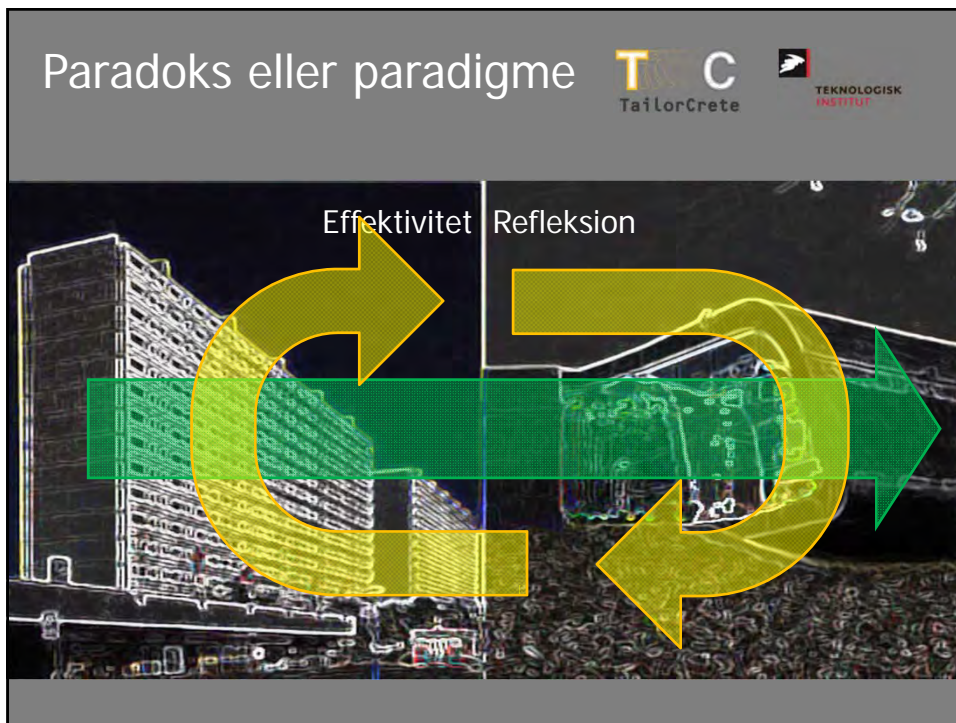 Paradoks eller paradigme
T C
TailorCrete
TEKNOLOGISK
INSTITUT
Effektivitet Refleksion